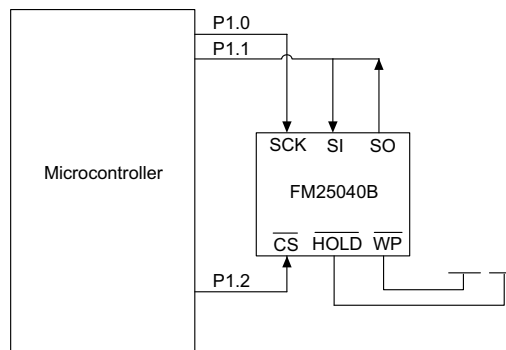 P1.0
P1.1
SCK SI SO
Microcontroller
FM25040B
CS HOLD WP
P1.2